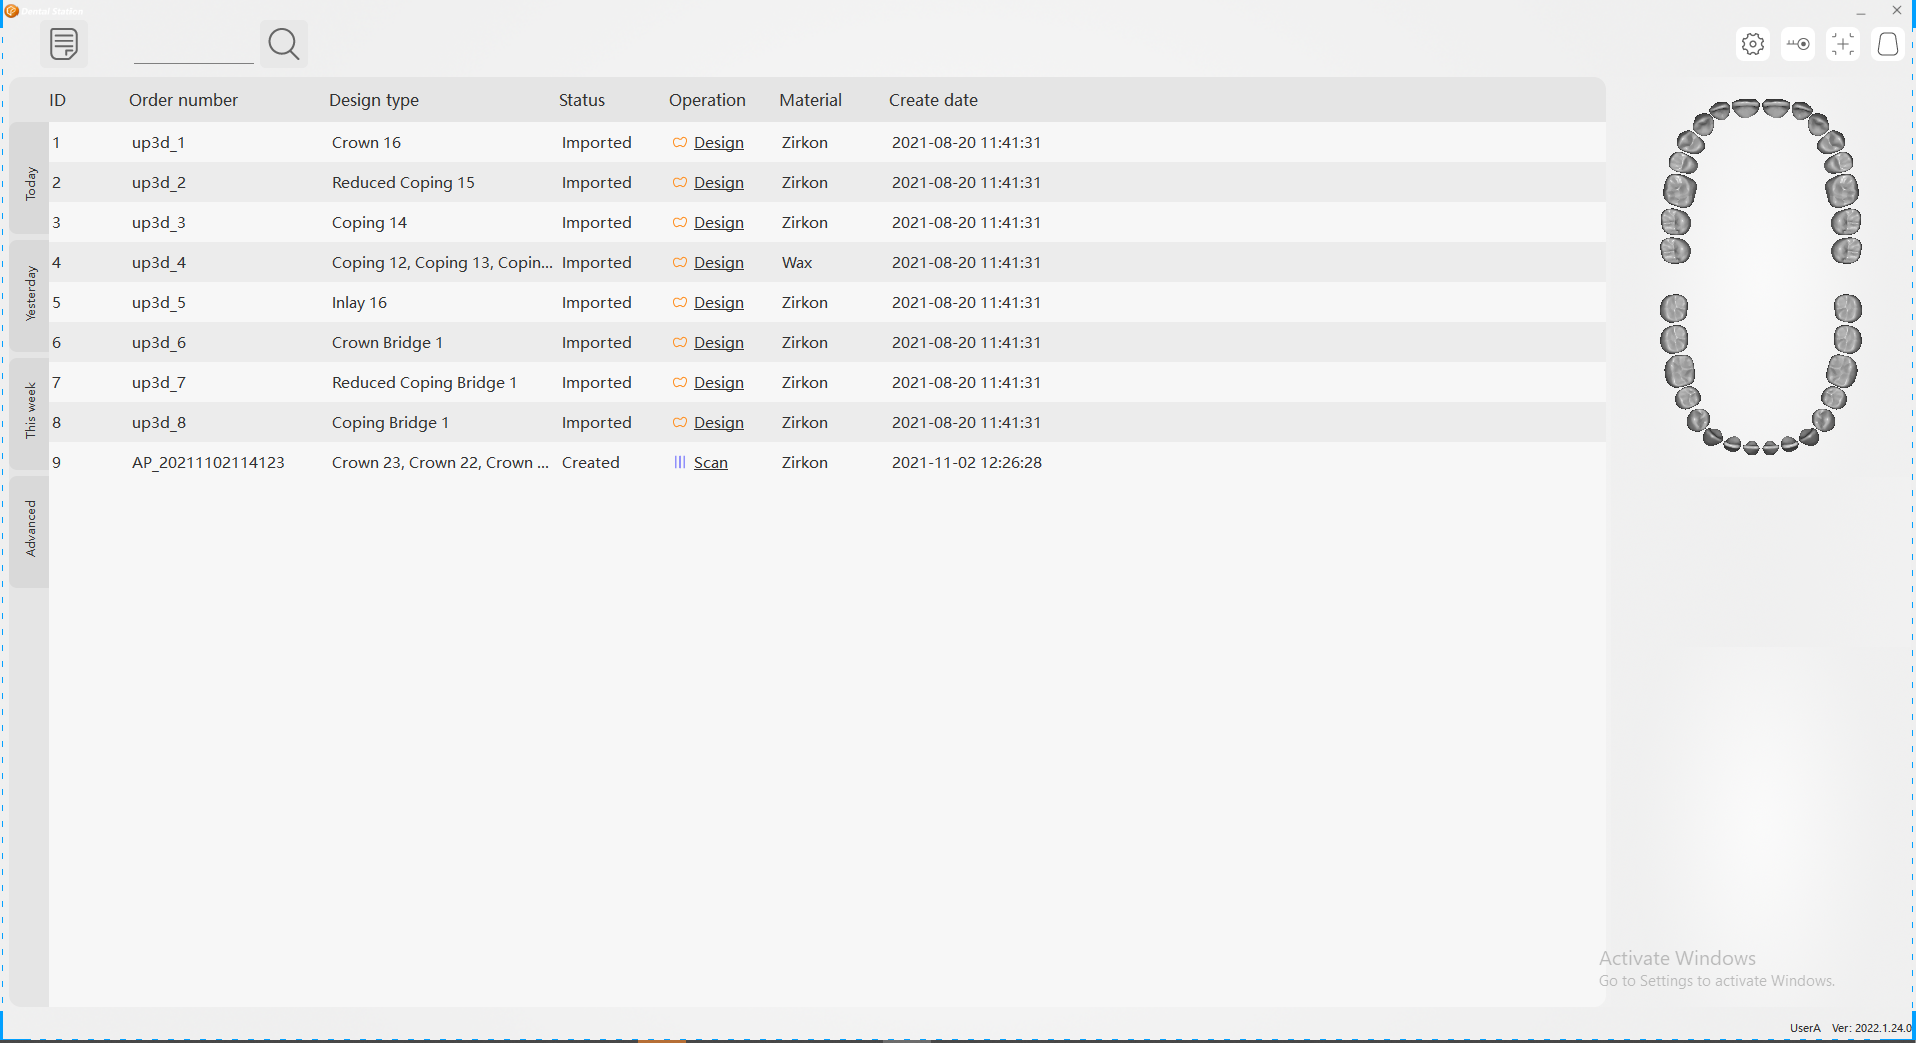 Dental Station
ID Order number Design type Status Operation Material Create date
1 up3d_1 Crown 16 Imported Design Zirkon 2021-08-20 11:41:31
2 up3d_2 Reduced Coping 15 Imported Design Zirkon 2021-08-20 11:41:31
3 up3d_3 Coping 14 Imported Design Zirkon 2021-08-20 11:41:31
4 up3d_4 Coping 12, Coping 13, Copin... Imported Design Wax 2021-08-20 11:41:31
5 up3d_5 Inlay 16 Imported Design Zirkon 2021-08-20 11:41:31
6 up3d_6 Crown Bridge 1 Imported Design Zirkon 2021-08-20 11:41:31
7 up3d_7 Reduced Coping Bridge 1 Imported Design Zirkon 2021-08-20 11:41:31
8 up3d_8 Coping Bridge 1 Imported Design Zirkon 2021-08-20 11:41:31
9 AP_20211102114123 Crown 23, Crown 22, Crown ... Created Scan Zirkon 2021-11-02 12:26:28
Today
Yesterday
This week
Advanced
Activate Windows
Go to Settings to activate Windows.
UserA Ver: 2022.1.24.0